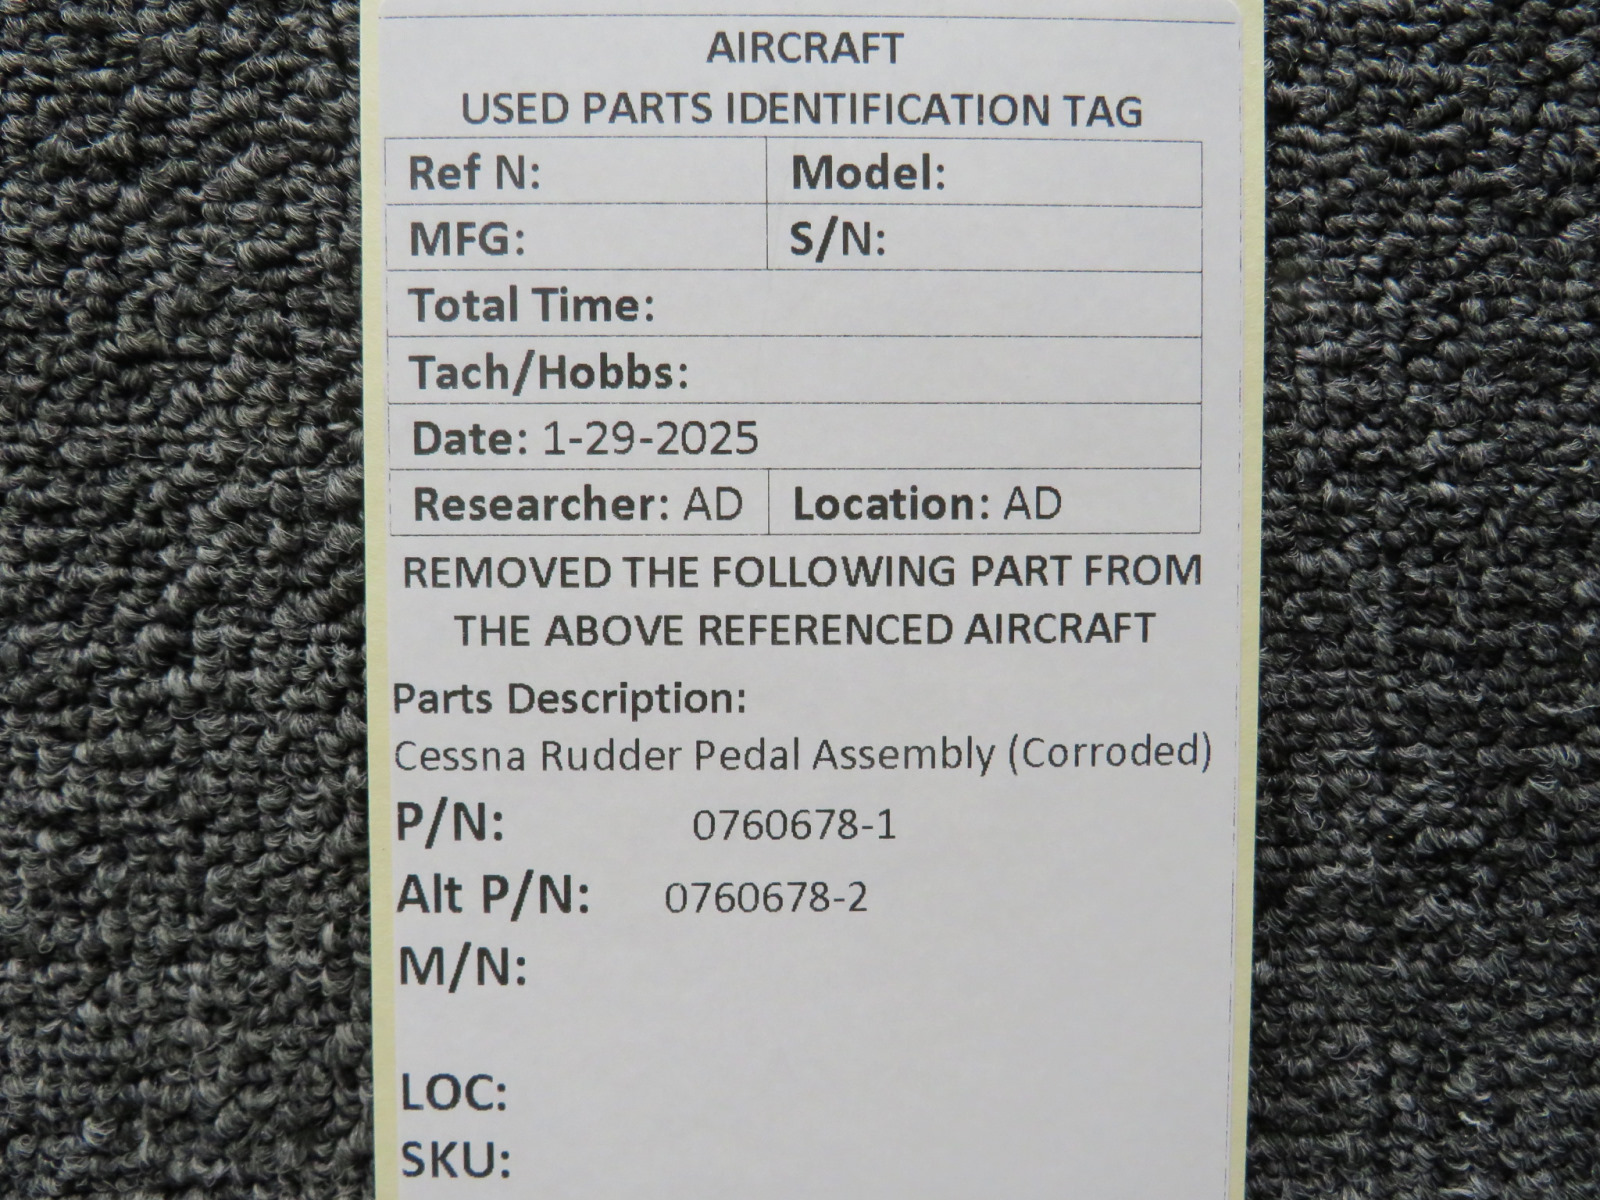 AIRCRAFT
USED PARTS IDENTIFICATION TAG
Ref N: Model:
MFG: S/N:
Total Time:
Tach/Hobbs:
Date: 1-29-2025
Researcher: AD Location: AD
REMOVED THE FOLLOWING PART FROM
THE ABOVE REFERENCED AIRCRAFT
Parts Description:
Cessna Rudder Pedal Assembly (Corroded)
P/N: 0760678-1
Alt P/N: 0760678-2
M/N:
LOC:
SKU: